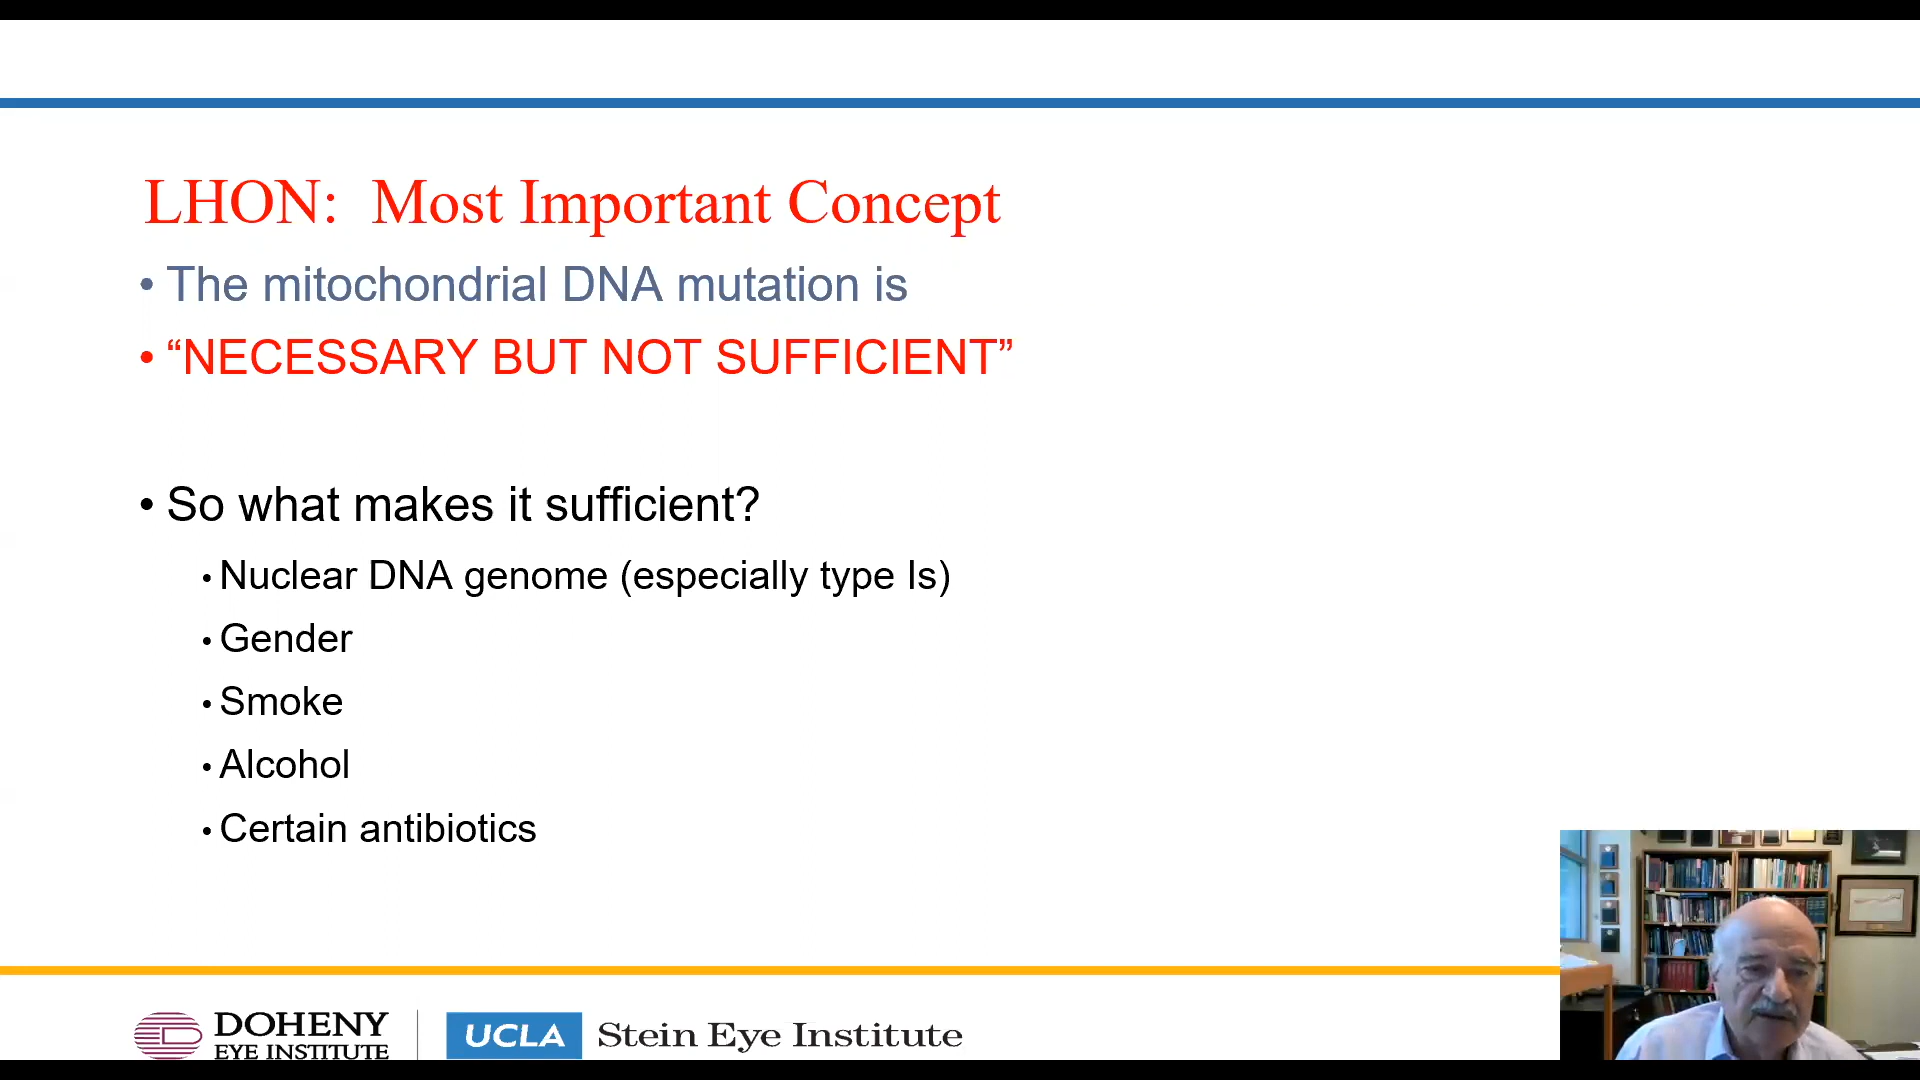 LHON: Most Important Concept
• The mitochondrial DNA mutation is
• “NECESSARY BUT NOT SUFFICIENT”
• So what makes it sufficient?
• Nuclear DNA genome (especially type Is)
• Gender
• Smoke
• Alcohol
• Certain antibiotics
DOHENY
EYE INSTITUTE
UCLA Stein Eye Institute